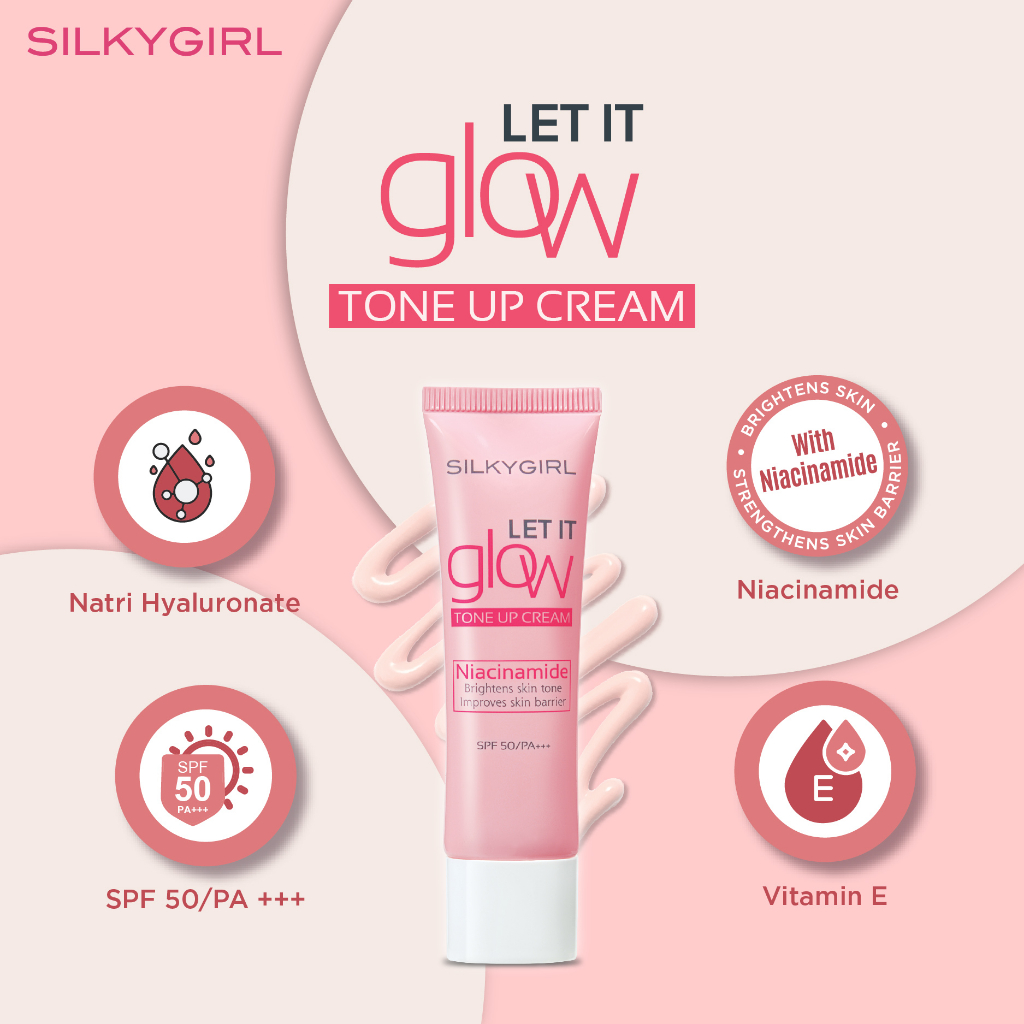 SILKYGIRL
LET IT
glow
TONE UP CREAM
BRIGHTENS SKIN
With
Niacinamide
STRENGTHENS SKIN BARRIER
Natri Hyaluronate
Niacinamide
SILKYGIRL
LET IT
glow
TONE UP CREAM
Niacinamide
Brightens skin tone
Improves skin barrier
SPF 50/PA+++
SPF
50
PA+++
E
SPF 50/PA +++
Vitamin E